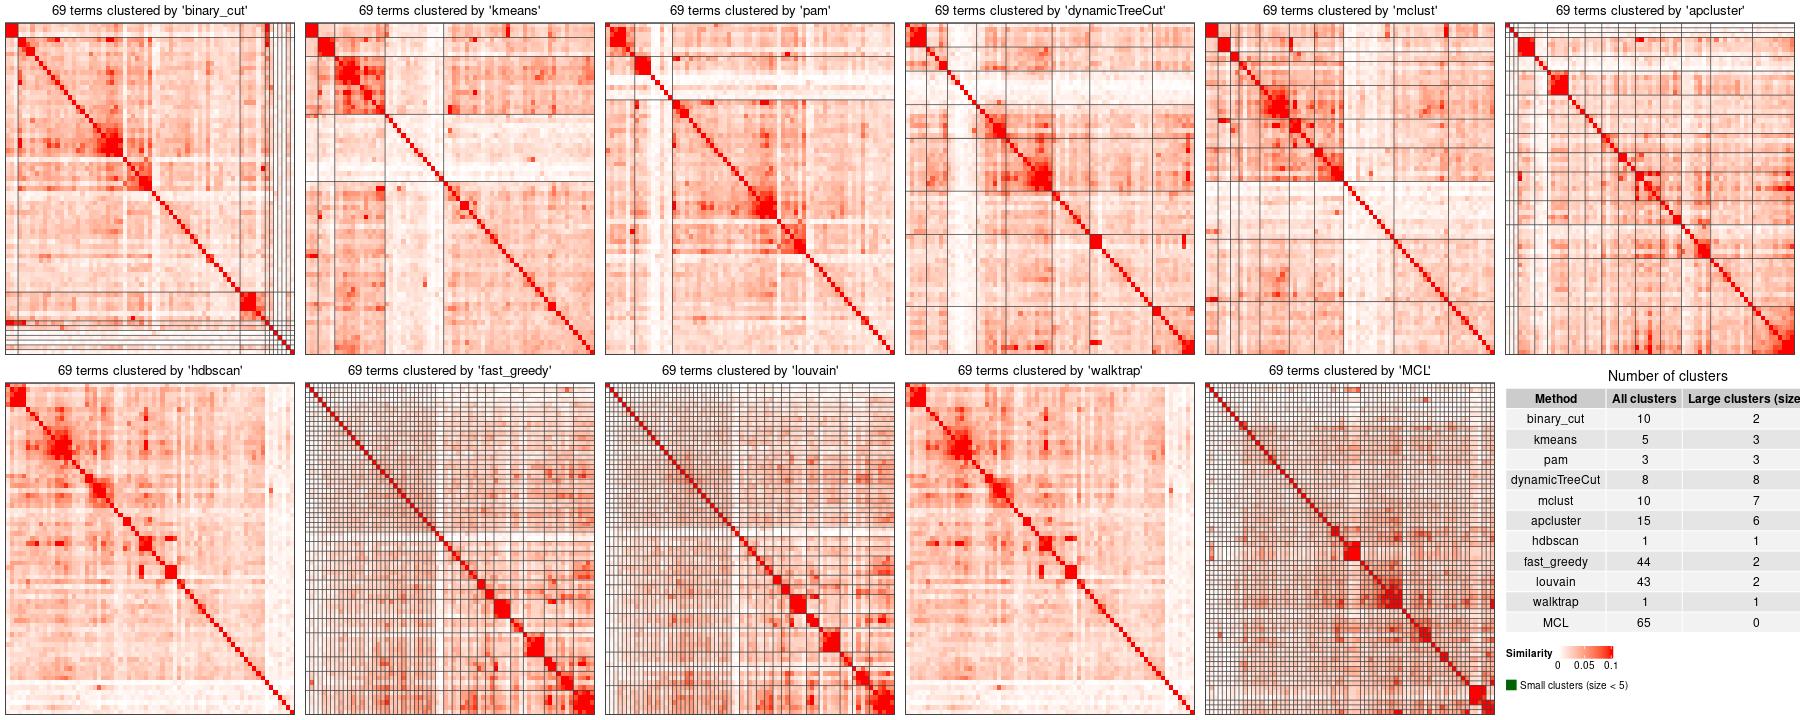 69 terms clustered by 'binary_cut'
69 terms clustered by 'kmeans'
69 terms clustered by 'pam'
69 terms clustered by 'dynamicTreeCut'
69 terms clustered by 'mclust'
69 terms clustered by 'apcluster'
69 terms clustered by 'hdbscan'
69 terms clustered by 'fast_greedy'
69 terms clustered by 'louvain'
69 terms clustered by 'walktrap'
69 terms clustered by 'MCL'
Number of clusters
Method All clusters Large clusters (size
binary_cut 10 2
kmeans 5 3
pam 3 3
dynamicTreeCut 8 8
mclust 10 7
apcluster 15 6
hdbscan 1 1
fast_greedy 44 2
louvain 43 2
walktrap 1 1
MCL 65 0
Similarity
0 0.05 0.1
Small clusters (size < 5)